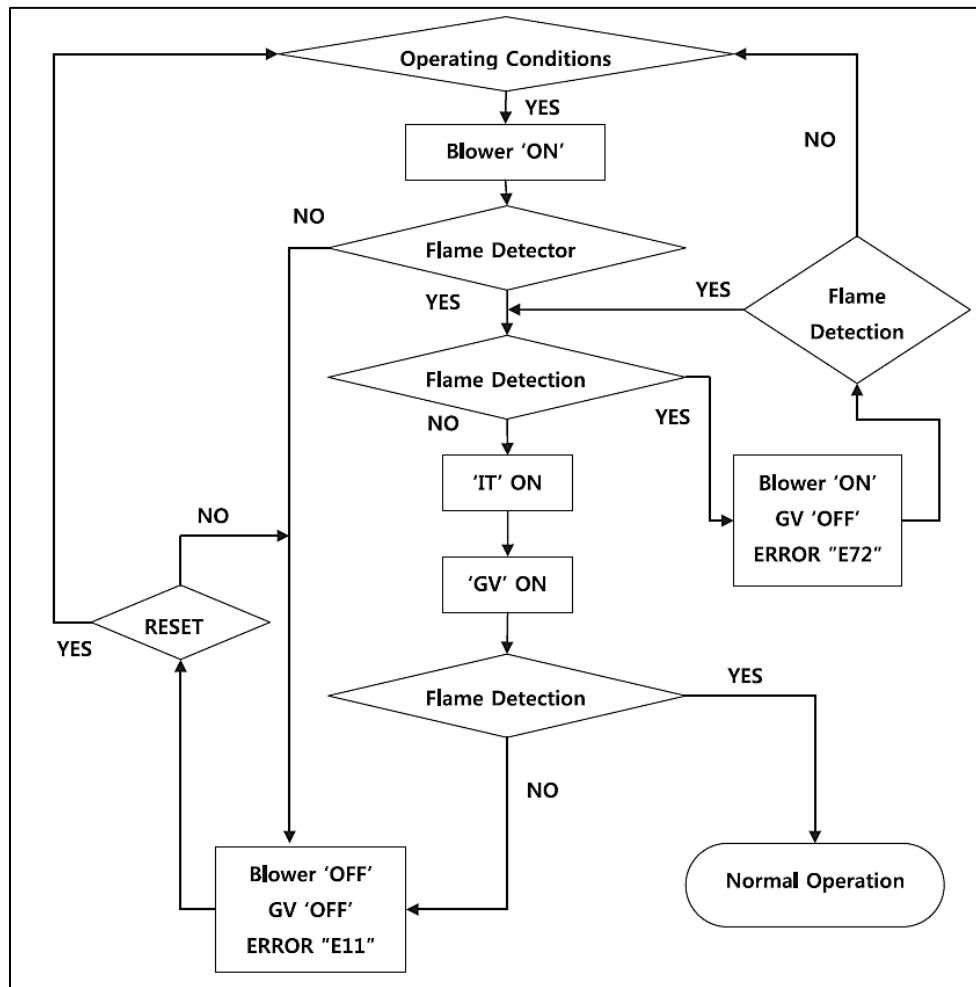 Operating Conditions
YES
NO
Blower ‘ON’
NO
Flame Detector
YES
YES
Flame
Detection
Flame Detection
YES
NO
‘IT’ ON
Blower ‘ON’
GV ‘OFF’
ERROR "E72"
NO
‘GV’ ON
RESET
YES
Flame Detection
YES
NO
Blower ‘OFF’
GV ‘OFF’
ERROR "E11"
Normal Operation